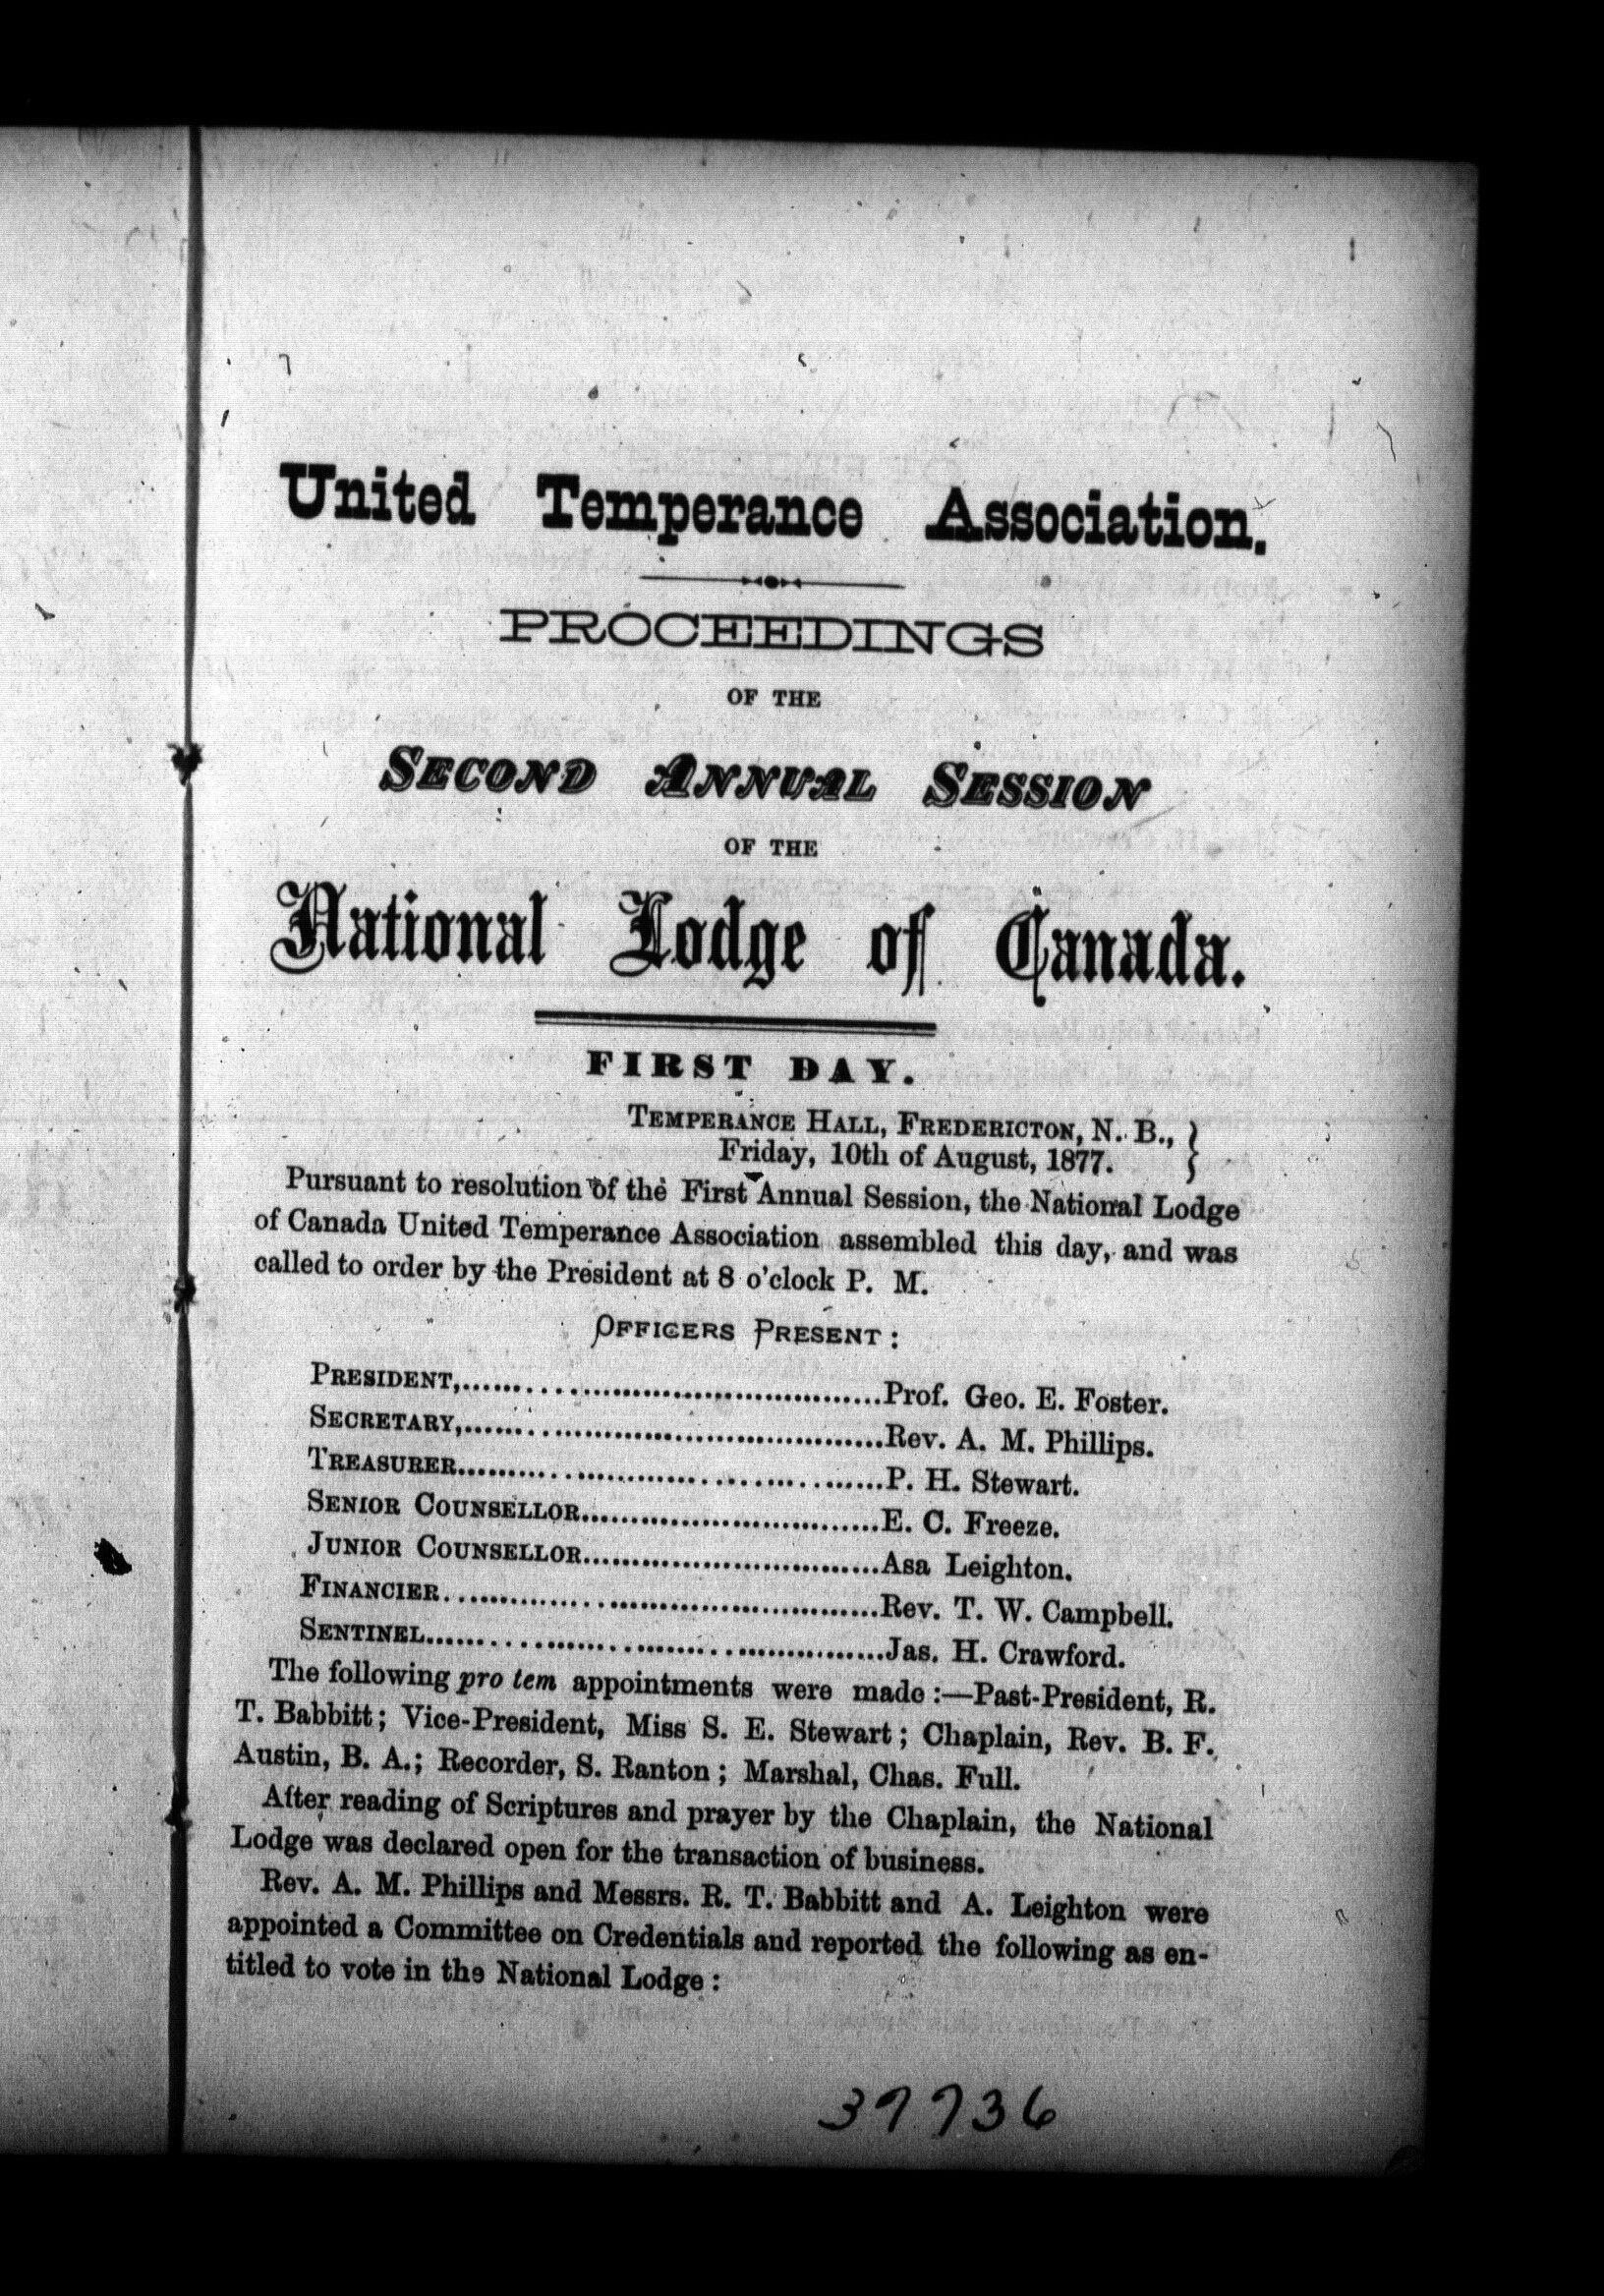 United Temperance Association.
PROCEEDINGS
OF THE
SECOND ANNUAL SESSION
OF THE
National Lodge of Canada.
FIRST DAY.
TEMPERANCE HALL, FREDERICTON, N. B., }
Friday, 10th of August, 1877.
Pursuant to resolution of the First Annual Session, the National Lodge
of Canada United Temperance Association assembled this day, and was
called to order by the President at 8 o'clock P. M.
OFFICERS PRESENT:
PRESIDENT,..........................................Prof. Geo. E. Foster.
SECRETARY,..........................................Rev. A. M. Phillips.
TREASURER..........................................P. H. Stewart.
SENIOR COUNSELLOR..............................E. C. Freeze.
JUNIOR COUNSELLOR..............................Asa Leighton.
FINANCIER............................................Rev. T. W. Campbell.
SENTINEL..............................................Jas. H. Crawford.
The following pro tem appointments were made:—Past-President, R.
T. Babbitt; Vice-President, Miss S. E. Stewart; Chaplain, Rev. B. F.
Austin, B. A.; Recorder, S. Ranton; Marshal, Chas. Full.
After reading of Scriptures and prayer by the Chaplain, the National
Lodge was declared open for the transaction of business.
Rev. A. M. Phillips and Messrs. R. T. Babbitt and A. Leighton were
appointed a Committee on Credentials and reported the following as en-
titled to vote in the National Lodge:
37736